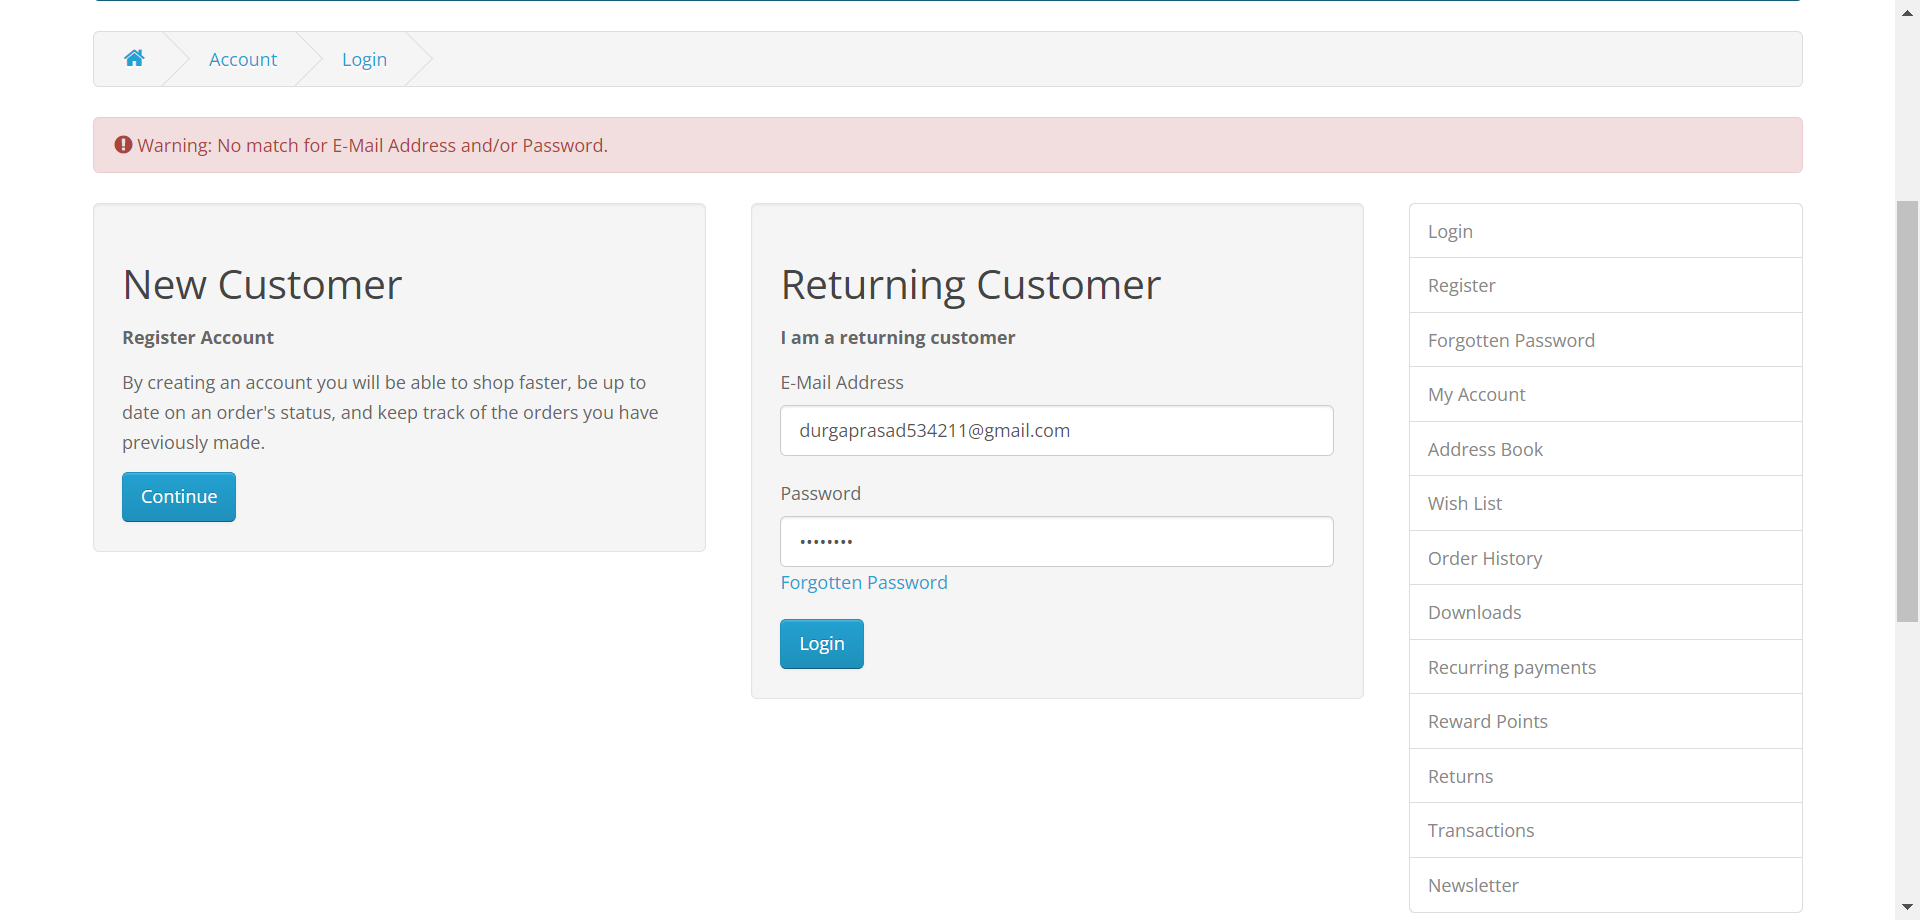 Account
Login
Warning: No match for E-Mail Address and/or Password.
New Customer
Register Account
By creating an account you will be able to shop faster, be up to
date on an order's status, and keep track of the orders you have
previously made.
Continue
Returning Customer
I am a returning customer
E-Mail Address
durgaprasad534211@gmail.com
Password
••••••••
Forgotten Password
Login
Login
Register
Forgotten Password
My Account
Address Book
Wish List
Order History
Downloads
Recurring payments
Reward Points
Returns
Transactions
Newsletter